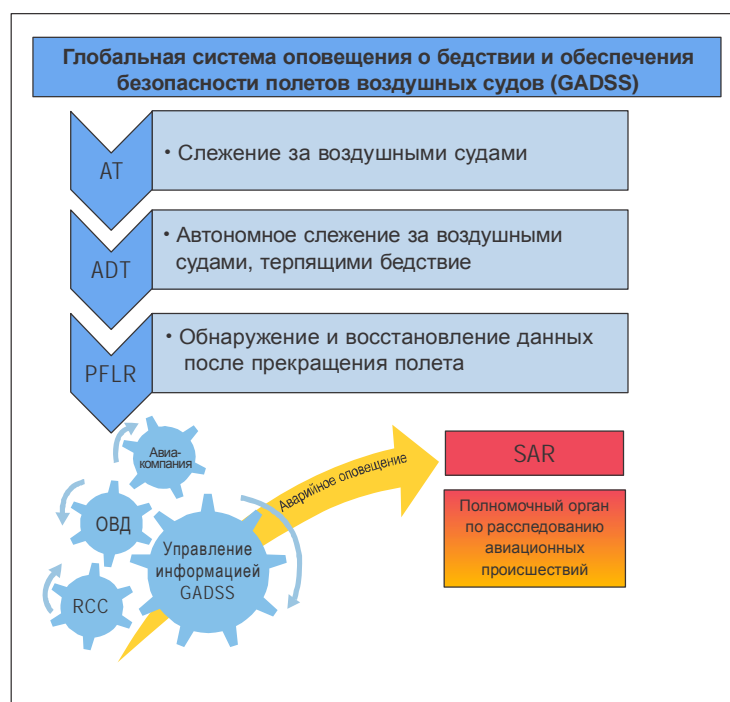 Глобальная система оповещения о бедствии и обеспечения
безопасности полетов воздушных судов (GADSS)
AT
• Слежение за воздушными судами
ADT
• Автономное слежение за воздушными
судами, терпящими бедствие
PFLR
• Обнаружение и восстановление данных
после прекращения полета
Авиа-
компания
ОВД
RCC
Управление
информацией
GADSS
Аварийное оповещение
SAR
Полномочный орган
по расследованию
авиационных
происшествий